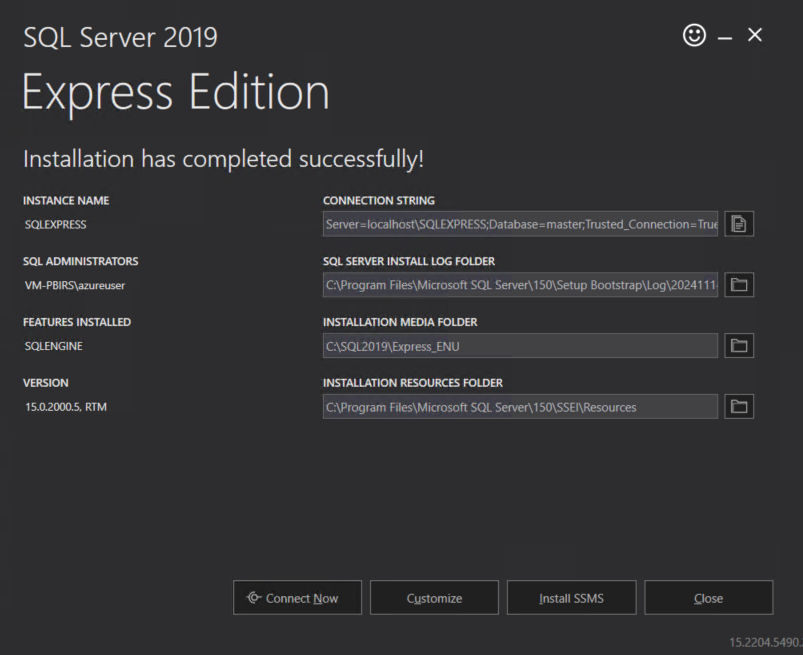 SQL Server 2019
Express Edition
Installation has completed successfully!
INSTANCE NAME
SQLEXPRESS
CONNECTION STRING
Server=localhost\SQLEXPRESS;Database=master;Trusted_Connection=True
SQL ADMINISTRATORS
VM-PBIRS\azureuser
SQL SERVER INSTALL LOG FOLDER
C:\Program Files\Microsoft SQL Server\150\Setup Bootstrap\Log\2024111
FEATURES INSTALLED
SQLENGINE
INSTALLATION MEDIA FOLDER
C:\SQL2019\Express_ENU
VERSION
15.0.2000.5, RTM
INSTALLATION RESOURCES FOLDER
C:\Program Files\Microsoft SQL Server\150\SSEI\Resources
Connect Now
Customize
Install SSMS
Close
15.2204.5490.